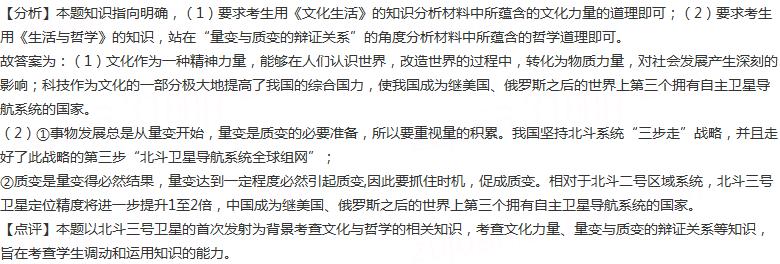 【分析】本题知识指向明确，（1）要求考生用《文化生活》的知识分析材料中所蕴含的文化力量的道理即可；（2）要求考生
用《生活与哲学》的知识，站在“量变与质变的辩证关系”的角度分析材料中所蕴含的哲学道理即可。
故答案为：（1）文化作为一种精神力量，能够在人们认识世界，改造世界的过程中，转化为物质力量，对社会发展产生深刻的
影响；科技作为文化的一部分极大地提高了我国的综合国力，使我国成为继美国、俄罗斯之后的世界上第三个拥有自主卫星导
航系统的国家。
（2）①事物发展总是从量变开始，量变是质变的必要准备，所以要重视量的积累。我国坚持北斗系统“三步走”战略，并且走
好了此战略的第三步“北斗卫星导航系统全球组网”；
②质变是量变得必然结果，量变达到一定程度必然引起质变,因此要抓住时机，促成质变。相对于北斗二号区域系统，北斗三号
卫星定位精度将进一步提升1至2倍，中国成为继美国、俄罗斯之后的世界上第三个拥有自主卫星导航系统的国家。
【点评】本题以北斗三号卫星的首次发射为背景考查文化与哲学的相关知识，考查文化力量、量变与质变的辩证关系等知识，
旨在考查学生调动和运用知识的能力。